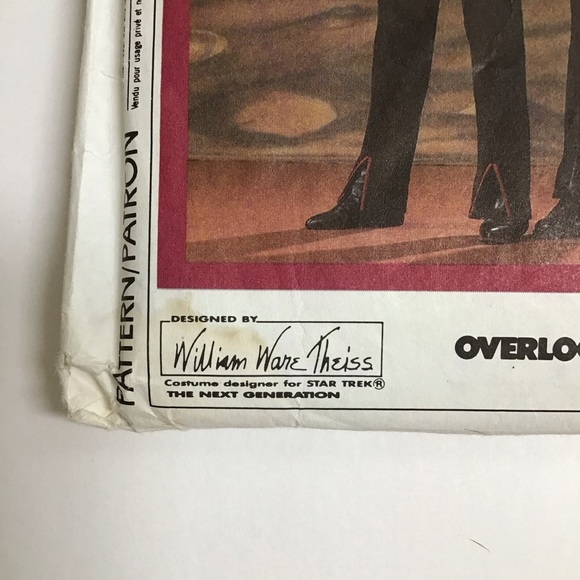 Vendu pour usage privé et n
PATTERN/PATRON
DESIGNED BY
William Ware Theiss
Costume designer for STAR TREK®
THE NEXT GENERATION
OVERLO